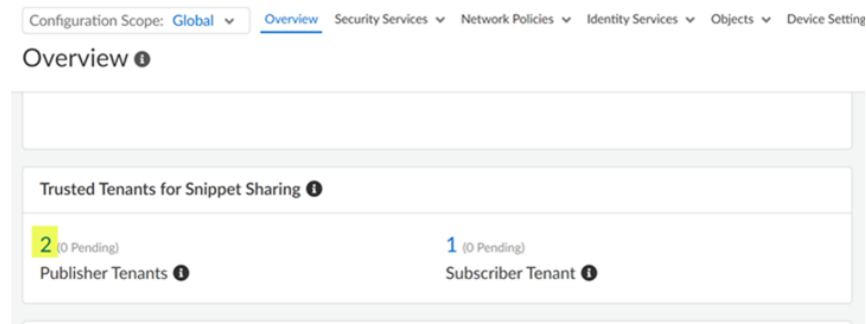 Configuration Scope: Global Overview Security Services Network Policies Identity Services Objects Device Setting
Overview
Trusted Tenants for Snippet Sharing
2 (0 Pending) 1 (0 Pending)
Publisher Tenants Subscriber Tenant